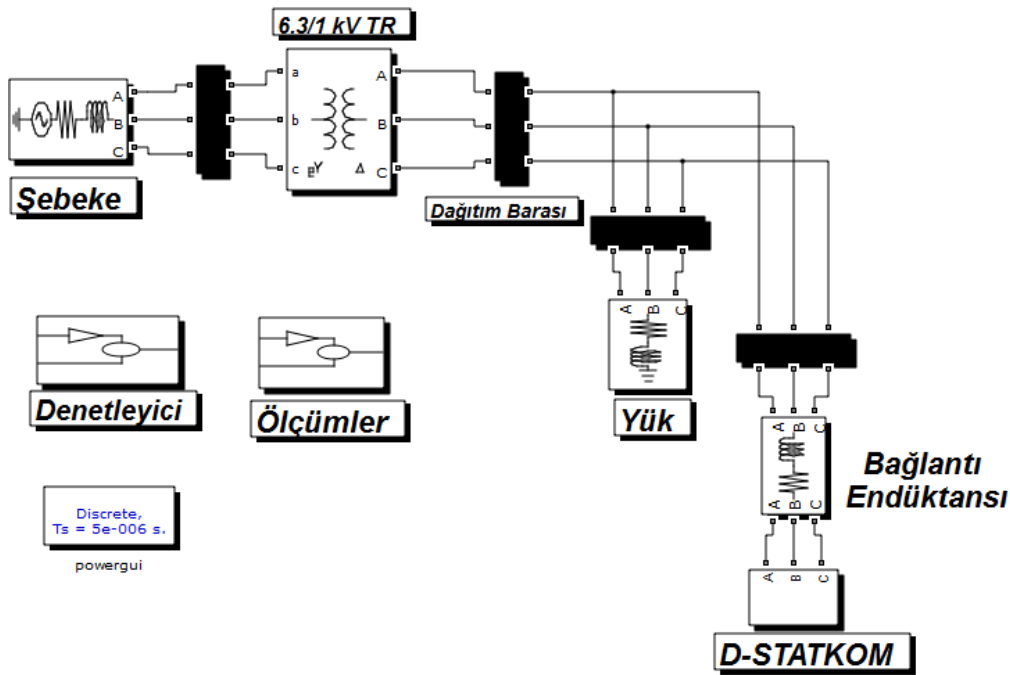 6.3/1 kV TR
A
B
C
Şebeke
a
b
c
Y
Δ
A
B
C
Dağıtım Barası
A
B
C
Yük
Denetleyici
Ölçümler
Discrete,
Ts = 5e-006 s.
powergui
A
B
C
A
B
C
Bağlantı
Endüktansı
A
B
C
D-STATKOM